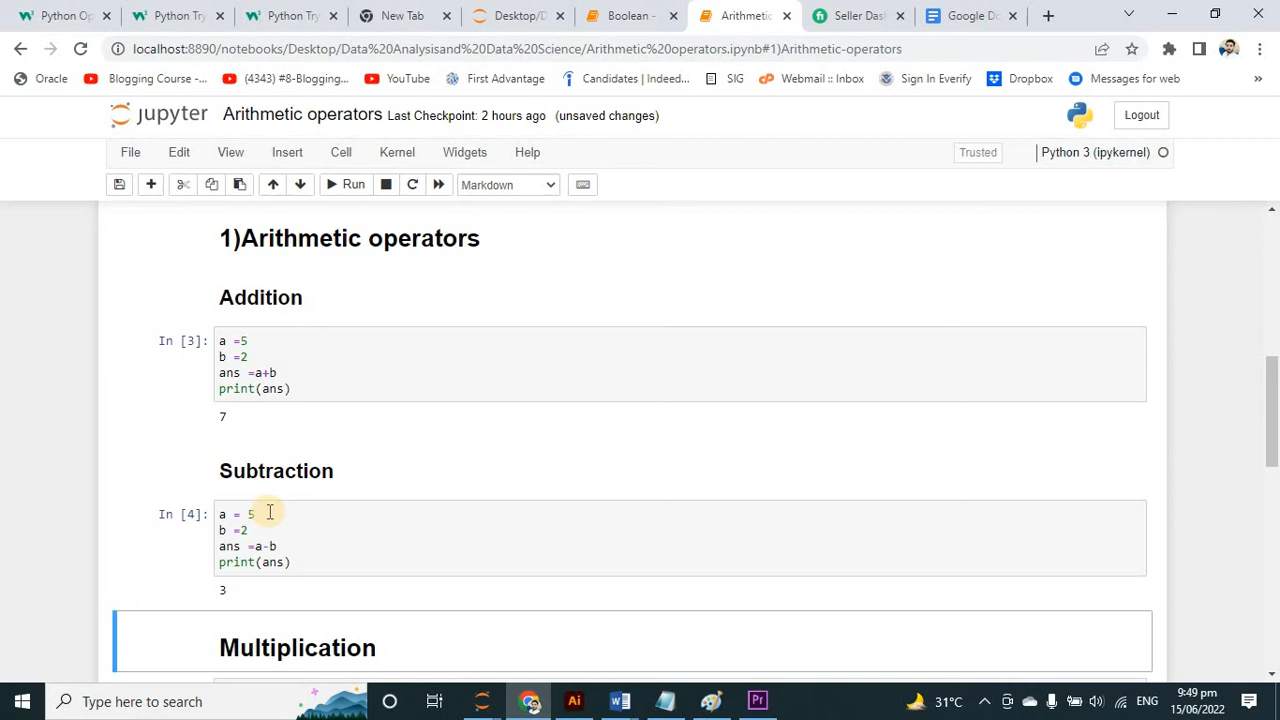 Python Op
Python Try
Python Try
New Tab
Desktop/D
Boolean -
Arithmetic
Seller Das
Google Do
localhost:8890/notebooks/Desktop/Data%20Analysisand%20Data%20Science/Arithmetic%20operators.ipynb#1)Arithmetic-operators
Oracle
Blogging Course -...
(4343) #8-Blogging...
YouTube
First Advantage
Candidates | Indeed...
SIG
Webmail :: Inbox
Sign In Everify
Dropbox
Messages for web
»
jupyter Arithmetic operators Last Checkpoint: 2 hours ago (unsaved changes)
Logout
File Edit View Insert Cell Kernel Widgets Help
Trusted
Python 3 (ipykernel)
Run
Markdown
1)Arithmetic operators
Addition
In [3]: a =5
b =2
ans =a+b
print(ans)
7
Subtraction
In [4]: a = 5
b =2
ans =a-b
print(ans)
3
Multiplication
Type here to search
Ai
W
Pr
31°C
ENG
9:49 pm
15/06/2022